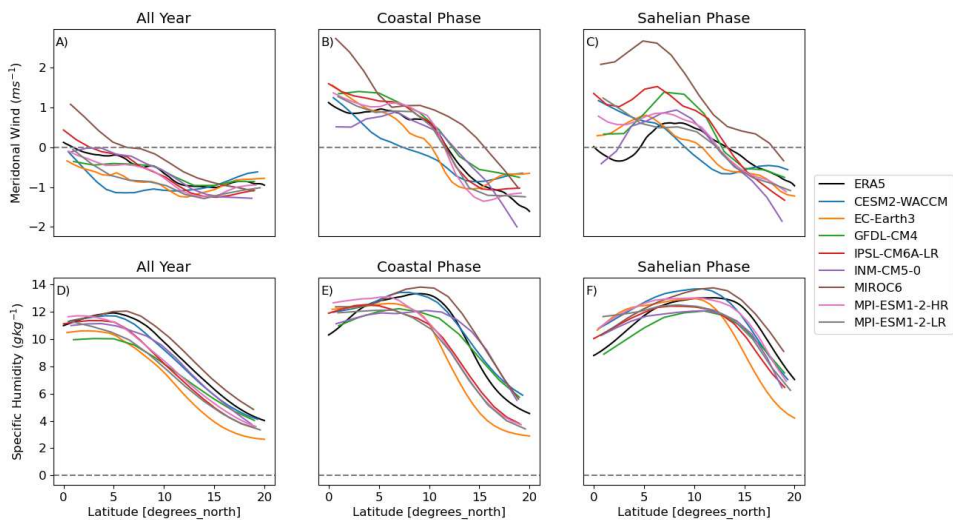 All Year
Coastal Phase
Sahelian Phase
A)
B)
C)
Meridional Wind (ms⁻¹)
2
1
0
−1
−2
ERA5
CESM2-WACCM
EC-Earth3
GFDL-CM4
IPSL-CM6A-LR
INM-CM5-0
MIROC6
MPI-ESM1-2-HR
MPI-ESM1-2-LR
All Year
Coastal Phase
Sahelian Phase
D)
E)
F)
Specific Humidity (gkg⁻¹)
14
12
10
8
6
4
2
0
0 5 10 15 20
0 5 10 15 20
0 5 10 15 20
Latitude [degrees_north]
Latitude [degrees_north]
Latitude [degrees_north]